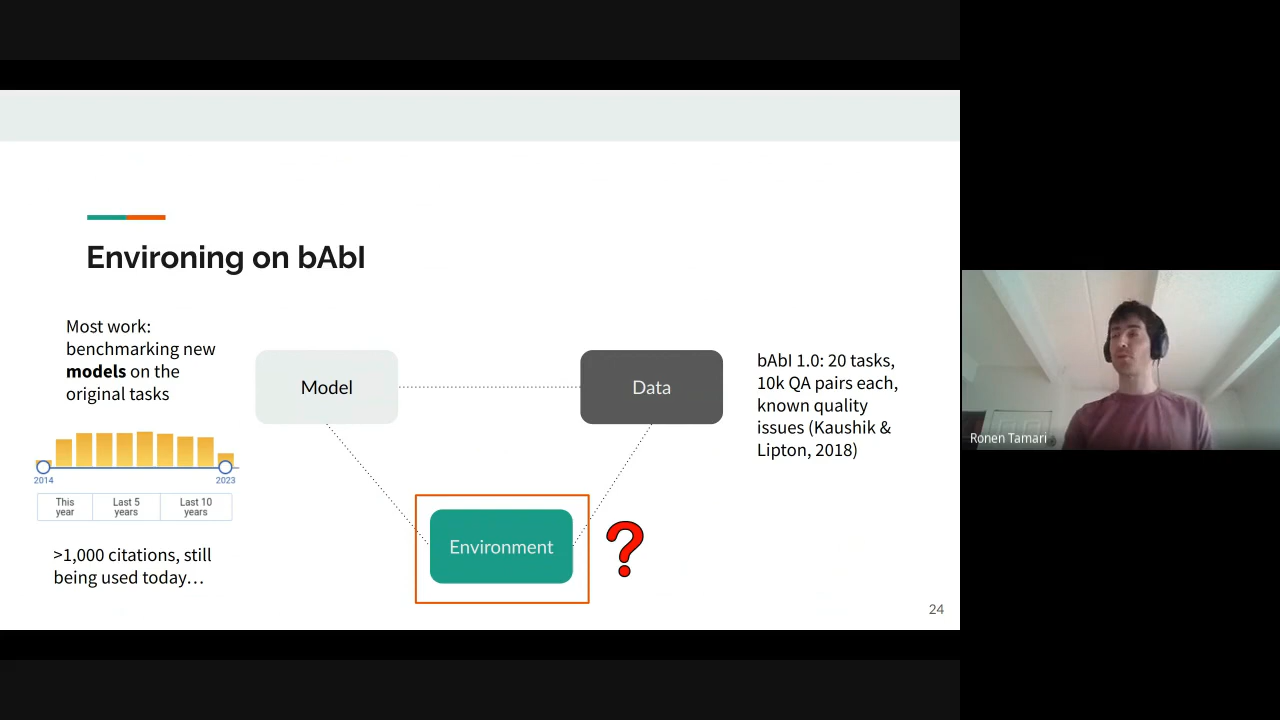 Environing on bAbI
Most work:
benchmarking new
models on the
original tasks
2014
2023
This
year
Last 5
years
Last 10
years
>1,000 citations, still
being used today…
Model
Data
Environment
bAbI 1.0: 20 tasks,
10k QA pairs each,
known quality
issues (Kaushik &
Lipton, 2018)
?
24
Ronen Tamari